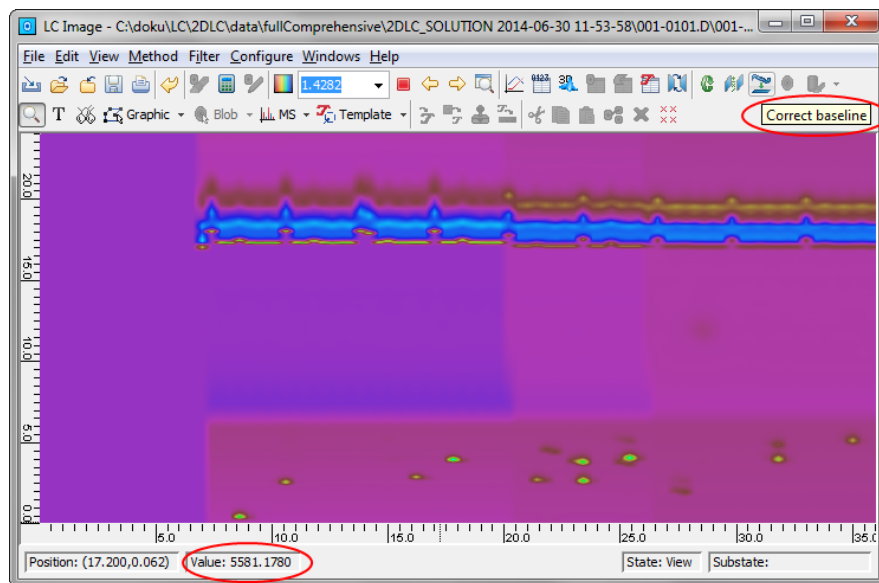 LC Image - C:\doku\LC\2DLC\data\fullComprehensive\2DLC_SOLUTION 2014-06-30 11-53-58\001-0101.D\001-...
File Edit View Method Filter Configure Windows Help
1.4282 0123 3D
T Graphic Blob MS Template
Correct baseline
20.0
15.0
10.0
5.0
0.0
5.0 10.0 15.0 20.0 25.0 30.0 35.0
Position: (17.200,0.062) Value: 5581.1780 State: View Substate: